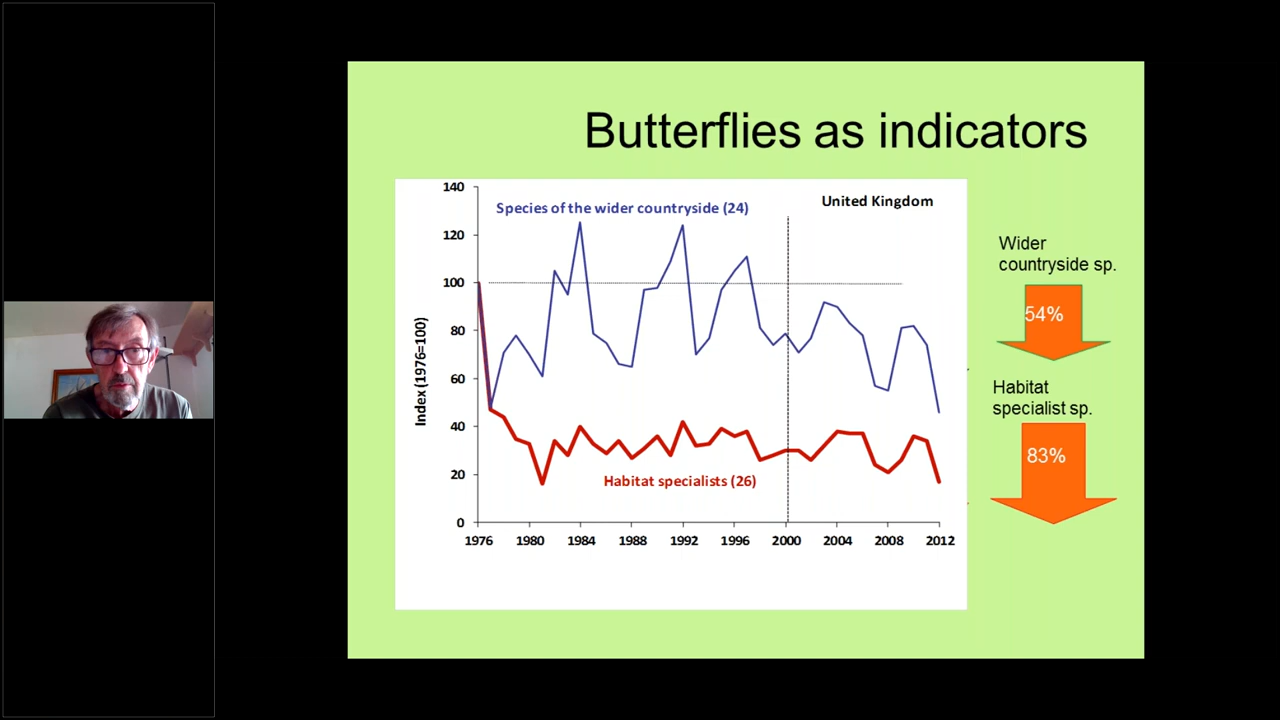 Butterflies as indicators
140
120
100
80
60
40
20
0
Index (1976=100)
Species of the wider countryside (24)
United Kingdom
Habitat specialists (26)
1976 1980 1984 1988 1992 1996 2000 2004 2008 2012
Wider
countryside sp.
54%
Habitat
specialist sp.
83%